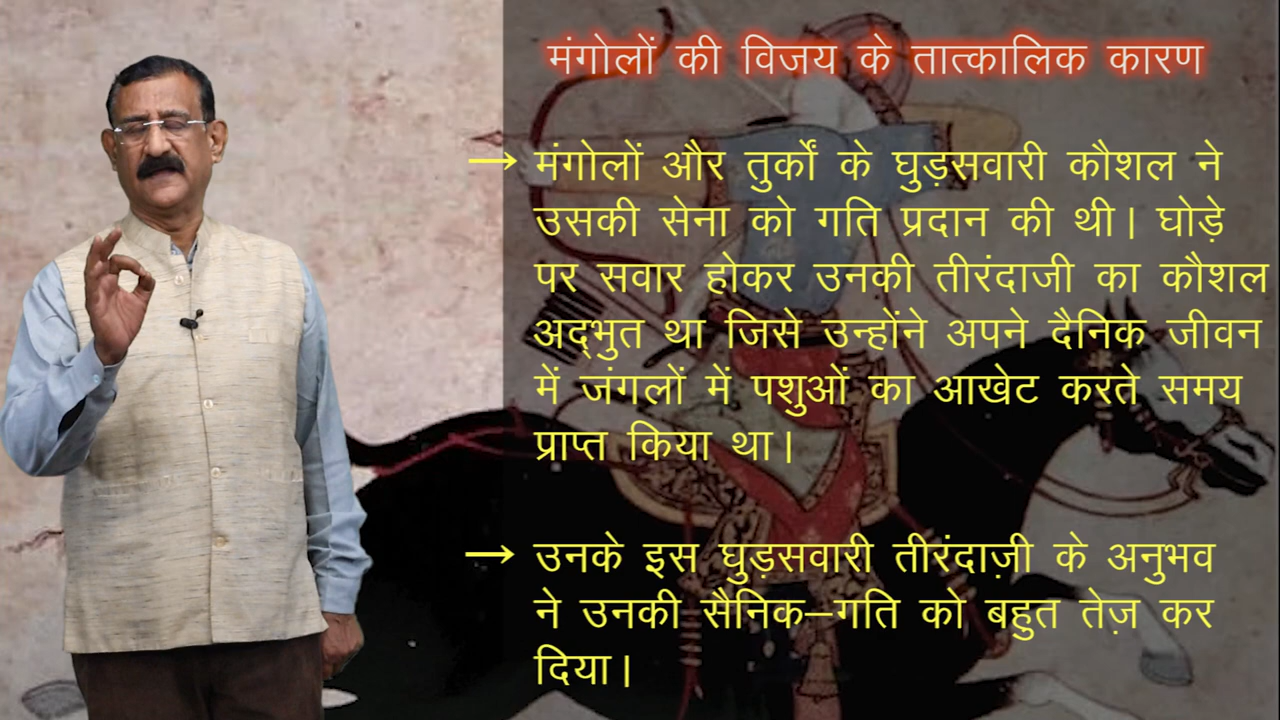 मंगोलों की विजय के तात्कालिक कारण
→ मंगोलों और तुर्कों के घुड़सवारी कौशल ने
उसकी सेना को गति प्रदान की थी। घोड़े
पर सवार होकर उनकी तीरंदाजी का कौशल
अद्भुत था जिसे उन्होंने अपने दैनिक जीवन
में जंगलों में पशुओं का आखेट करते समय
प्राप्त किया था।
→ उनके इस घुड़सवारी तीरंदाज़ी के अनुभव
ने उनकी सैनिक–गति को बहुत तेज़ कर
दिया।